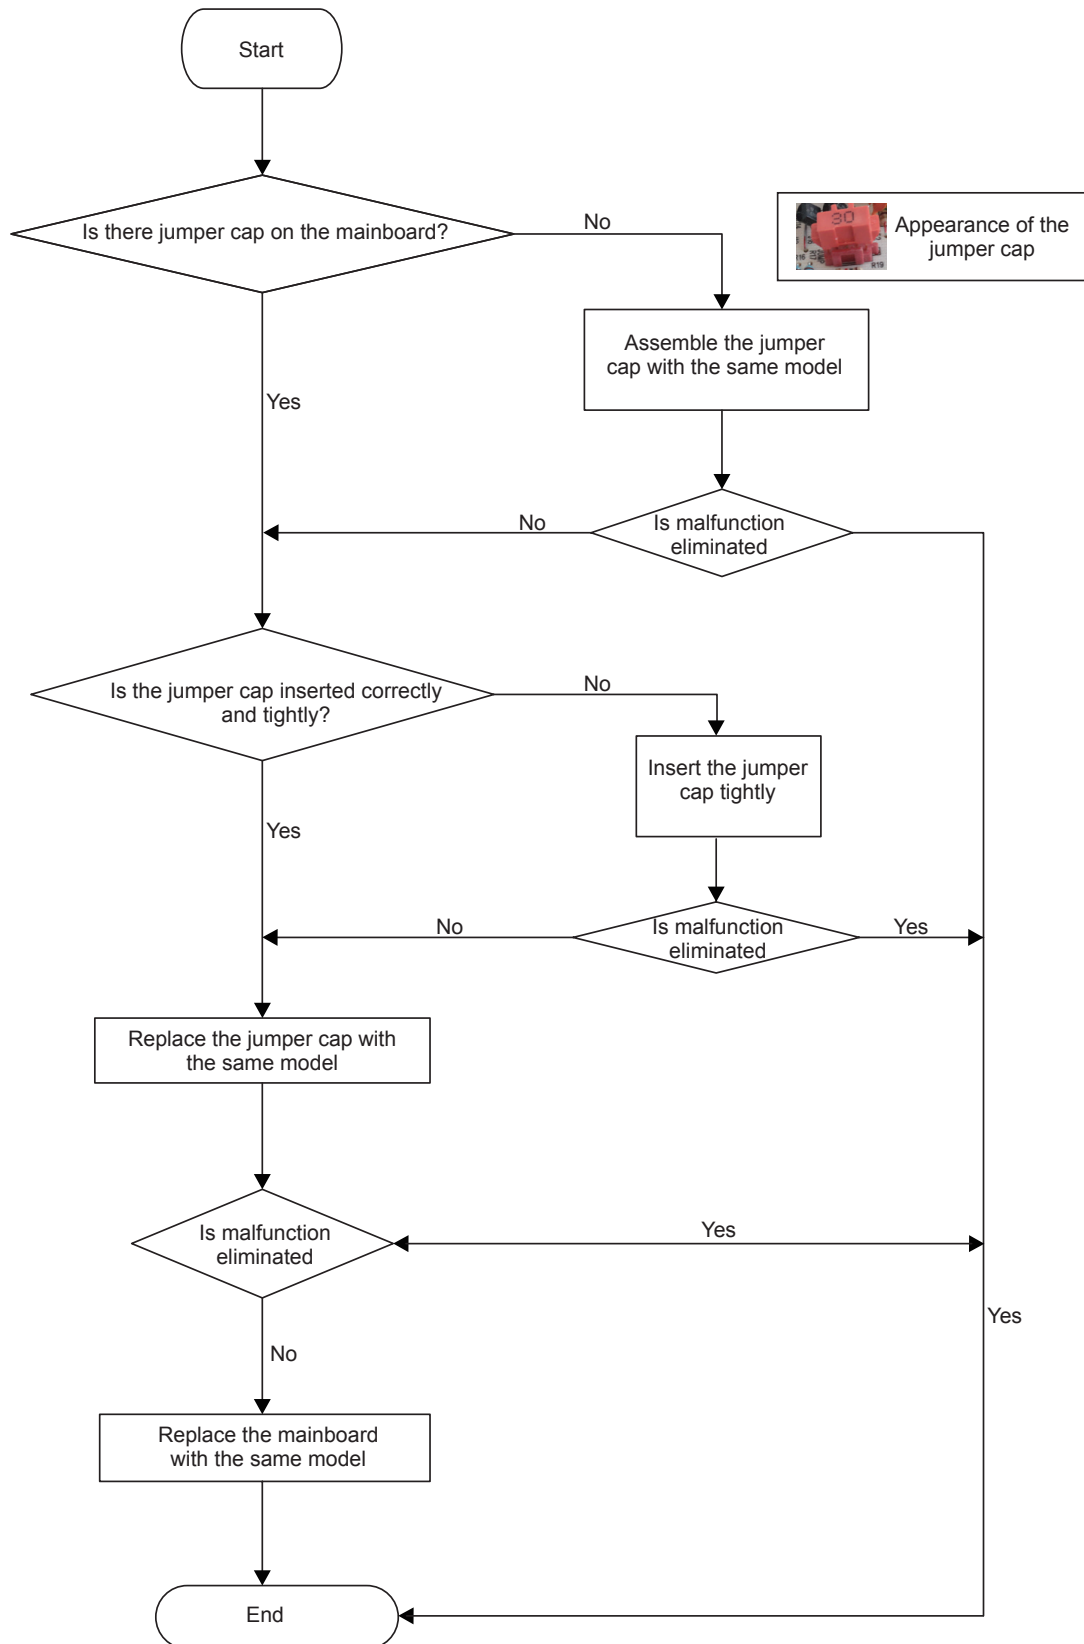 Start
Is there jumper cap on the mainboard?
No
30
Appearance of the
jumper cap
Assemble the jumper
cap with the same model
Yes
No
Is malfunction
eliminated
Is the jumper cap inserted correctly
and tightly?
No
Insert the jumper
cap tightly
Yes
No
Is malfunction
eliminated
Yes
Replace the jumper cap with
the same model
Is malfunction
eliminated
Yes
Yes
No
Replace the mainboard
with the same model
End